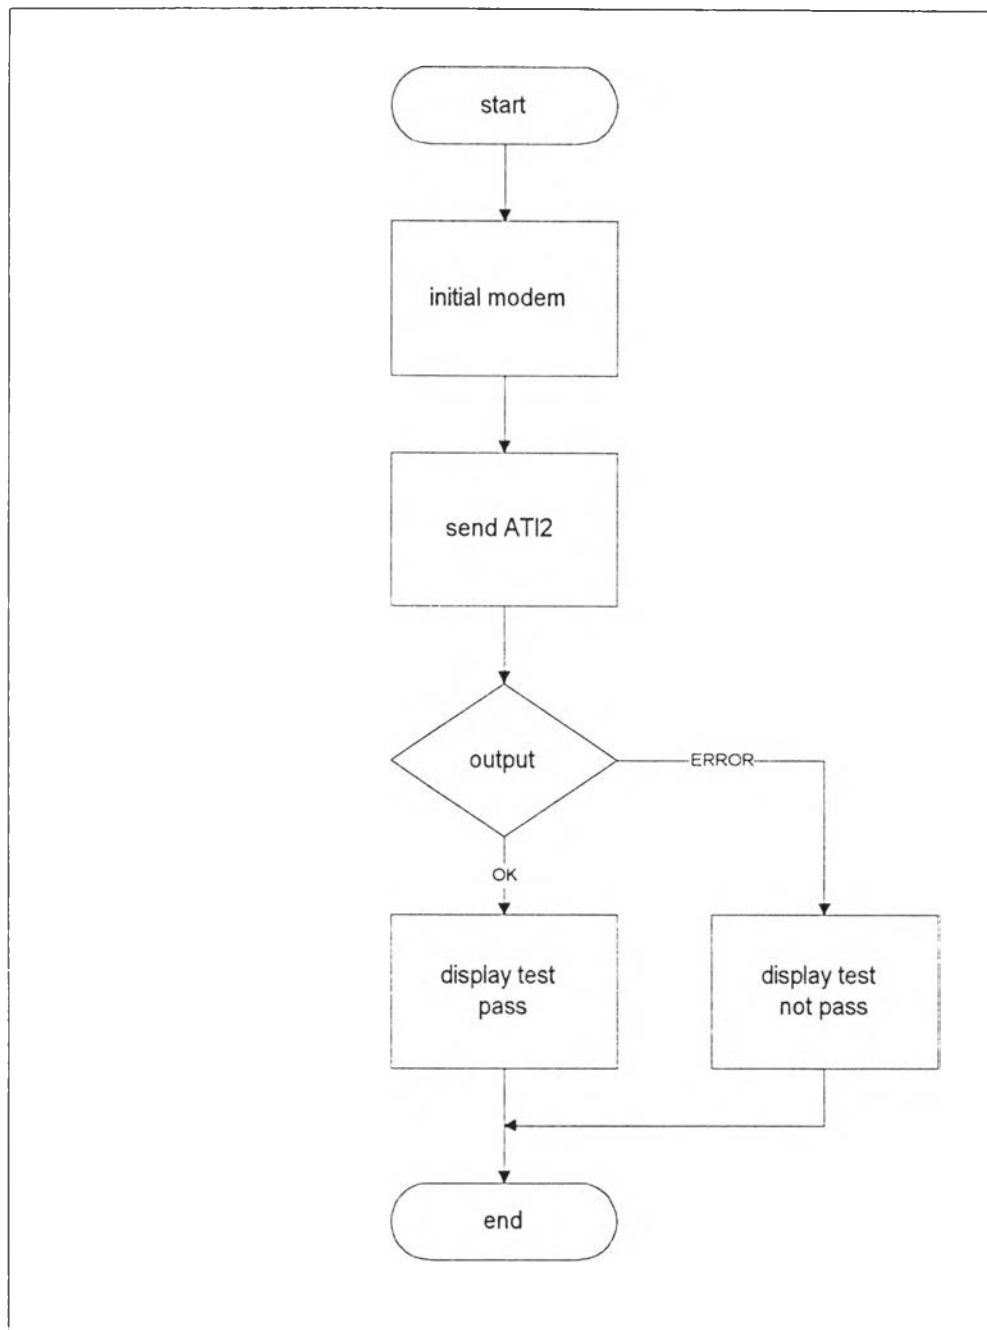 start
initial modem
send ATI2
output
ERROR
OK
display test
pass
display test
not pass
end